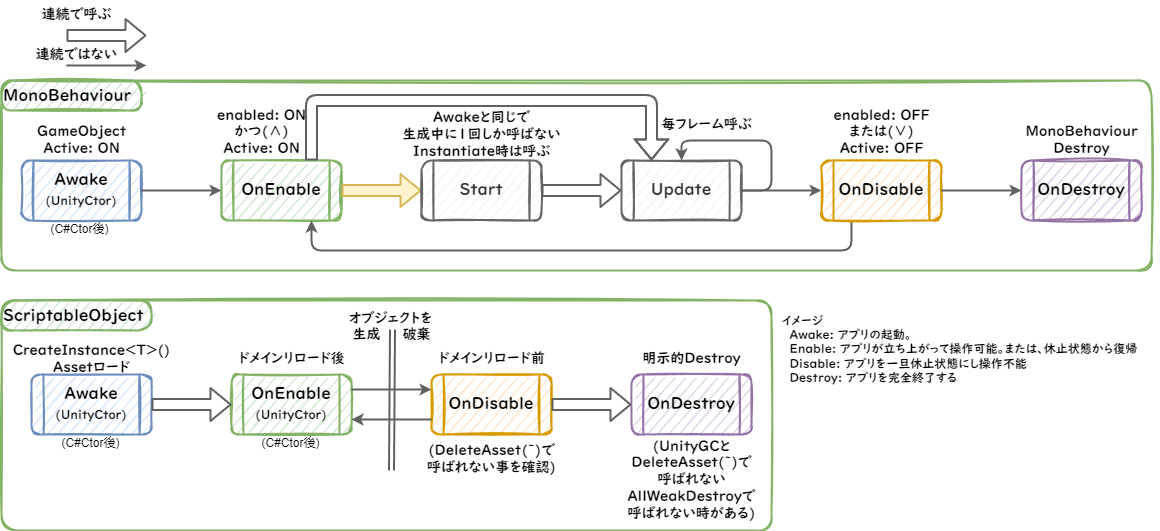 連続で呼ぶ
連続ではない
MonoBehaviour
GameObject
Active: ON
Awake
(UnityCtor)
(C#Ctor後)
enabled: ON
かつ(∧)
Active: ON
OnEnable
Awakeと同じで
生成中に1回しか呼ばない
Instantiate時は呼ぶ
Start
毎フレーム呼ぶ
Update
enabled: OFF
または(∨)
Active: OFF
OnDisable
MonoBehaviour
Destroy
OnDestroy
ScriptableObject
CreateInstance<T>()
Assetロード
Awake
(UnityCtor)
(C#Ctor後)
ドメインリロード後
OnEnable
(UnityCtor)
(C#Ctor後)
オブジェクトを
生成
破棄
ドメインリロード前
OnDisable
(DeleteAsset(~)で
呼ばれない事を確認)
明示的Destroy
OnDestroy
(UnityGCと
DeleteAsset(~)で
呼ばれない
AllWeakDestroyで
呼ばれない時がある)
イメージ
Awake: アプリの起動。
Enable: アプリが立ち上がって操作可能。または、休止状態から復帰
Disable: アプリを一旦休止状態にし操作不能
Destroy: アプリを完全終了する